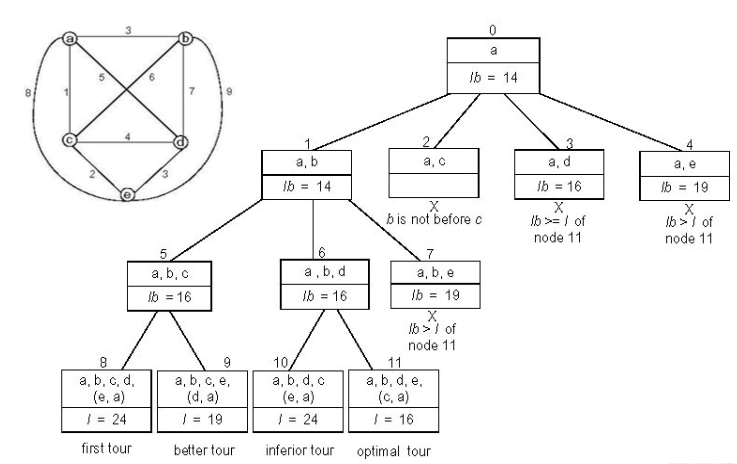 0
a
lb = 14
a
3
b
8
1
5
6
7
9
c
4
d
2
3
e
1
a, b
lb = 14
2
a, c
X
b is not before c
3
a, d
lb = 16
X
lb >= l of
node 11
4
a, e
lb = 19
X
lb > l of
node 11
5
a, b, c
lb = 16
6
a , b, d
lb = 16
7
a, b, e
lb = 19
X
lb > l of
node 11
8
a, b, c, d,
(e, a)
l = 24
first tour
9
a, b, c, e,
(d, a)
l = 19
better tour
10
a, b, d, c
(e, a)
l = 24
inferior tour
11
a, b, d, e,
(c, a)
l = 16
optimal tour